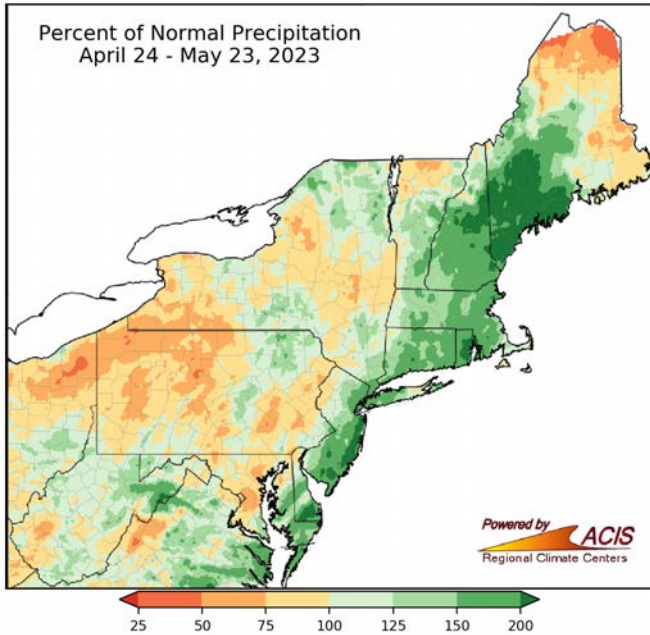 Percent of Normal Precipitation
April 24 - May 23, 2023
Powered by
ACIS
Regional Climate Centers
25 50 75 100 125 150 200